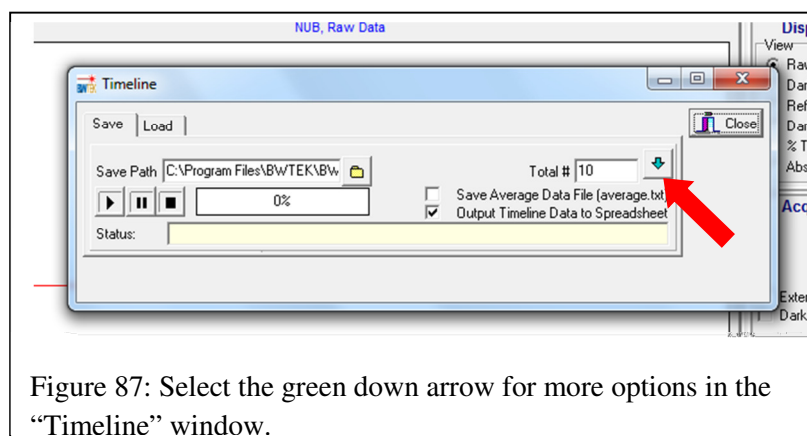 NUB, Raw Data
View
Timeline
Save Load
Close
Save Path C:\Program Files\BWTEK\BW
Total # 10
0%
Save Average Data File (average.txt)
Output Timeline Data to Spreadsheet
Status:
Figure 87: Select the green down arrow for more options in the
“Timeline” window.